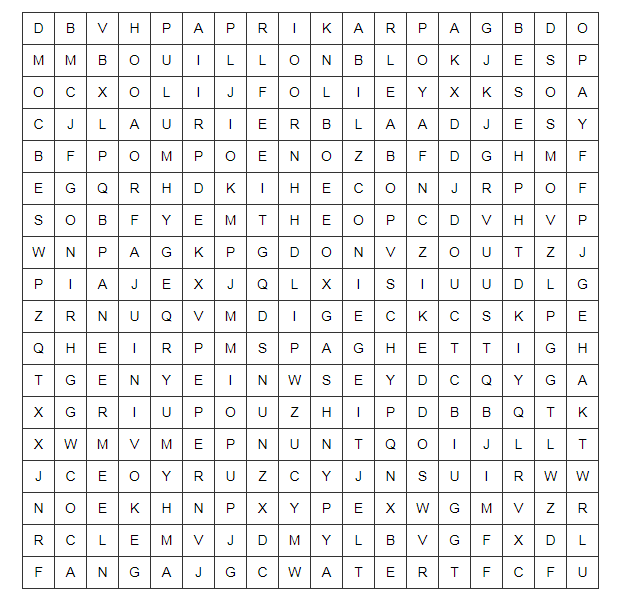 D B V H P A P R I K A R P A G B D O
M M B O U I L L O N B L O K J E S P
O C X O L I J F O L I E Y X K S O A
C J L A U R I E R B L A A D J E S Y
B F P O M P O E N O Z B F D G H M F
E G Q R H D K I H E C O N J R P O F
S O B F Y E M T H E O P C D V H V P
W N P A G K P G D O N V Z O U T Z J
P I A J E X J Q L X I S I U U D L G
Z R N U Q V M D I G E C K C S K P E
Q H E I R P M S P A G H E T T I G H
T G E N Y E I N W S E Y D C Q Y G A
X G R I U P O U Z H I P D B B Q T K
X W M V M E P N U N T Q O I J L L T
J C E O Y R U Z C Y J N S U I R W W
N O E K H N P X Y P E X W G M V Z R
R C L E M V J D M Y L B V G F X D L
F A N G A J G C W A T E R T F C F U